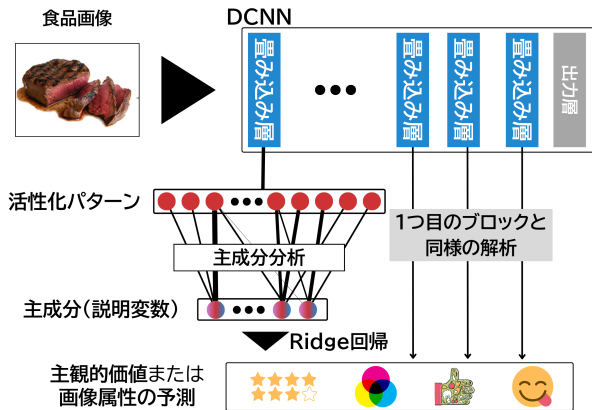 食品画像
DCNN
畳み込み層
畳み込み層
畳み込み層
畳み込み層
出力層
活性化パターン
1つ目のブロックと
同様の解析
主成分分析
主成分(説明変数)
Ridge回帰
主観的価値または
画像属性の予測